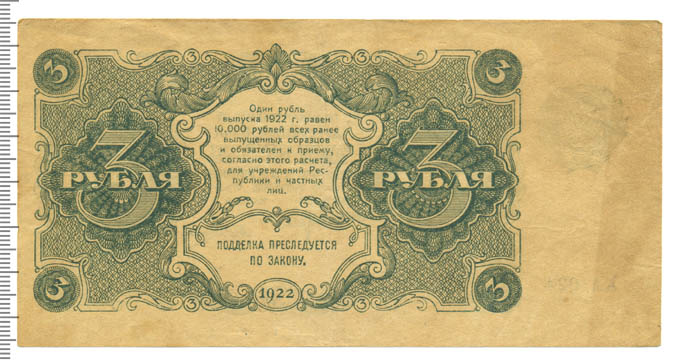 3 3
Один рубль
выпуска 1922 г. равен
10,000 рублей всех ранее
выпущенных образцов
и обязателен к приему,
согласно этого расчета,
для учреждений Рес-
публики и частных
лиц.
3 РУБЛЯ 3 РУБЛЯ
ПОДДЕЛКА ПРЕСЛЕДУЕТСЯ
ПО ЗАКОНУ.
3 1922 3